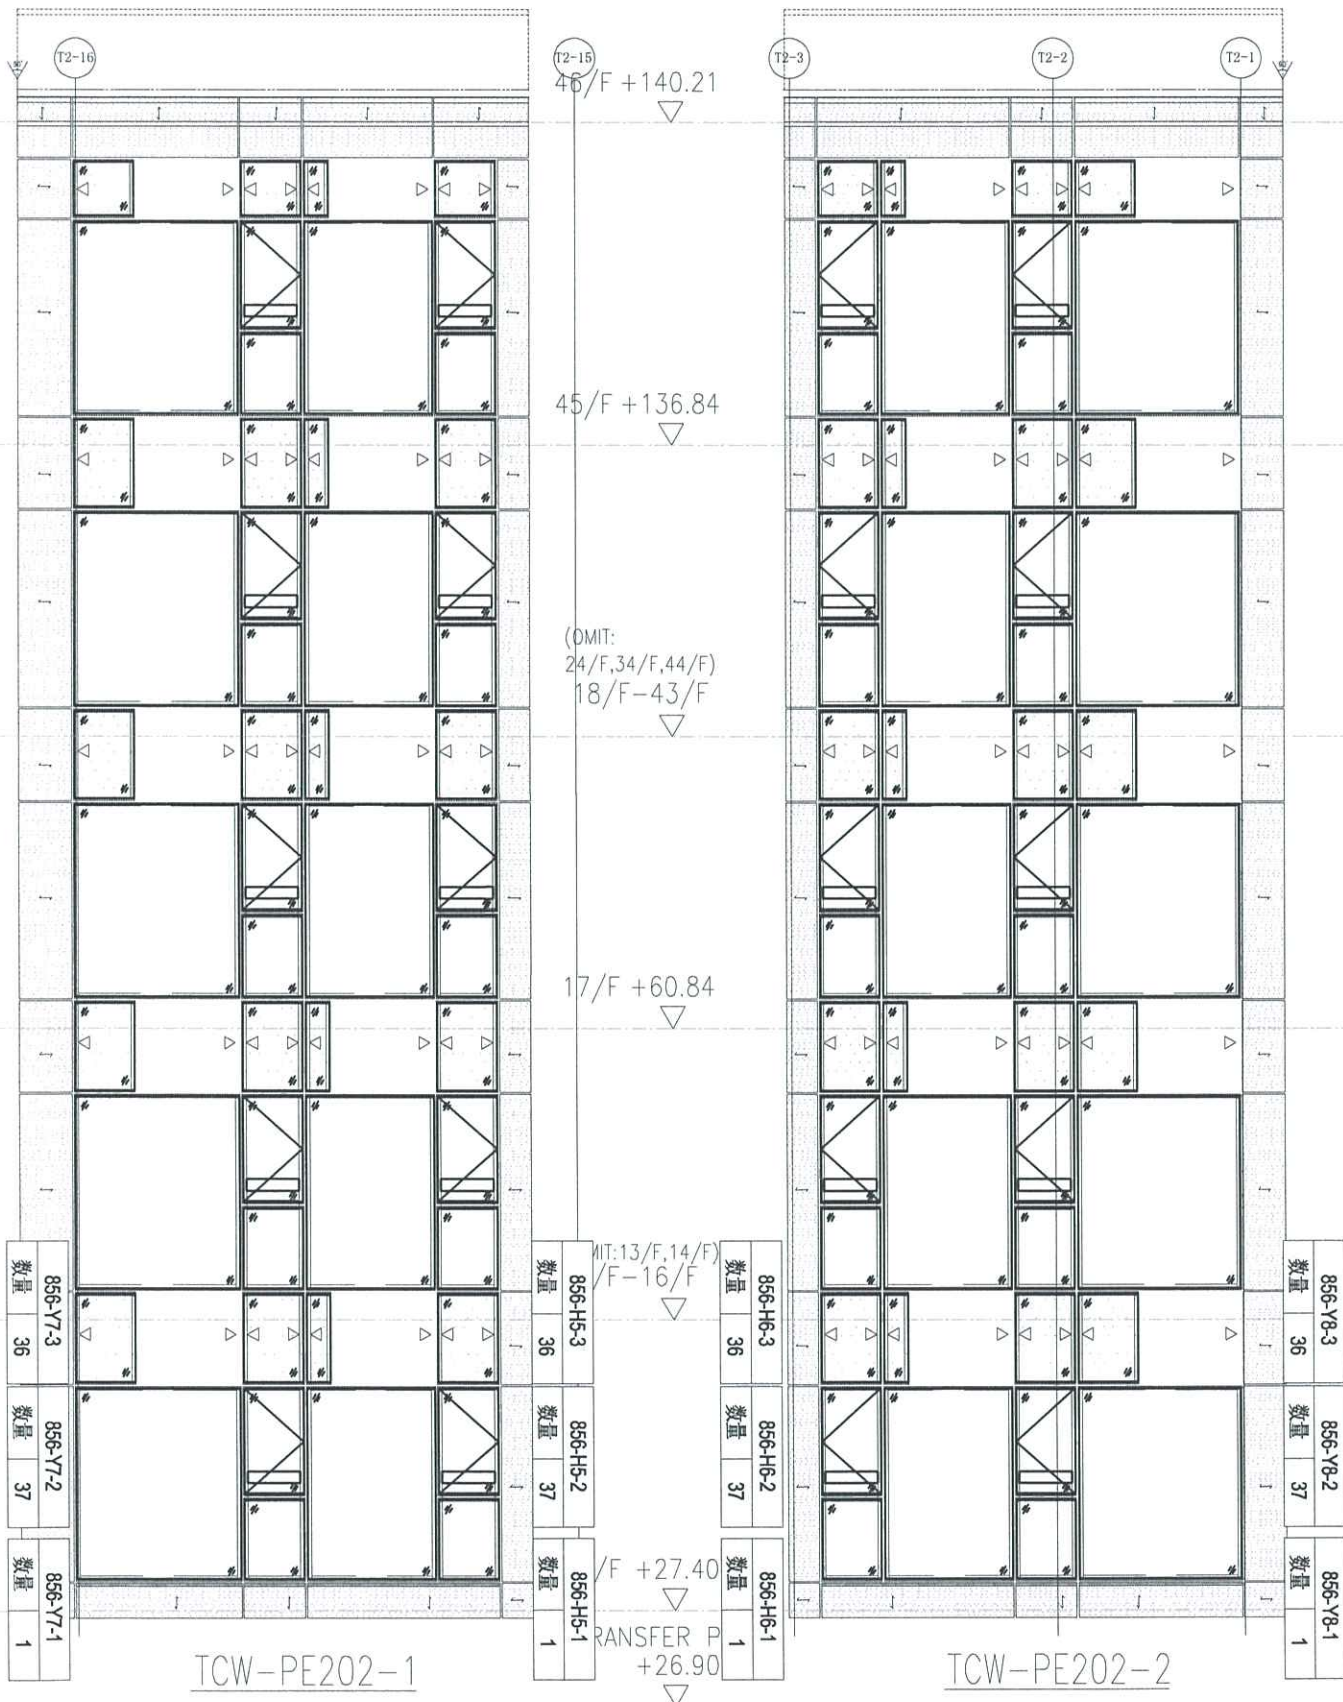 T2-16
T2-15
T2-3
T2-2
T2-1
46/F +140.21
45/F +136.84
(OMIT:
24/F,34/F,44/F)
18/F-43/F
17/F +60.84
MIT:13/F,14/F)
/F-16/F
/F +27.40
RANSFER P
+26.90
856-Y7-3
数量 36
856-Y7-2
数量 37
856-Y7-1
数量 1
856-H5-3
数量 36
856-H5-2
数量 37
856-H5-1
数量 1
856-H6-3
数量 36
856-H6-2
数量 37
856-H6-1
数量 1
856-Y8-3
数量 36
856-Y8-2
数量 37
856-Y8-1
数量 1
TCW-PE202-1
TCW-PE202-2